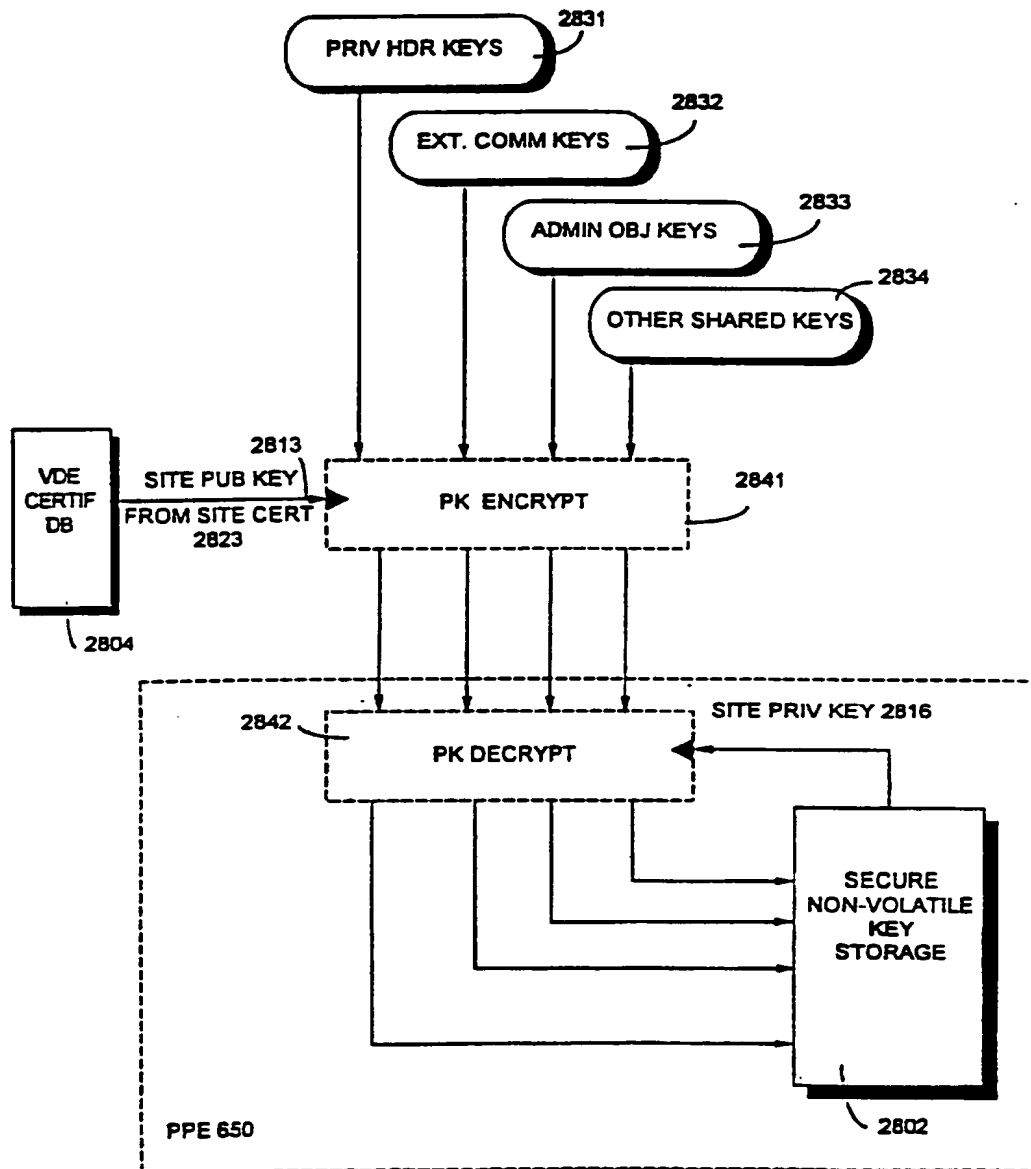 2831
PRIV HDR KEYS
2832
EXT. COMM KEYS
2833
ADMIN OBJ KEYS
2834
OTHER SHARED KEYS
2813
VDE
CERTIF
DB
SITE PUB KEY
FROM SITE CERT
2823
PK ENCRYPT
2841
2804
2842
SITE PRIV KEY 2816
PK DECRYPT
SECURE
NON-VOLATILE
KEY
STORAGE
PPE 650
2802